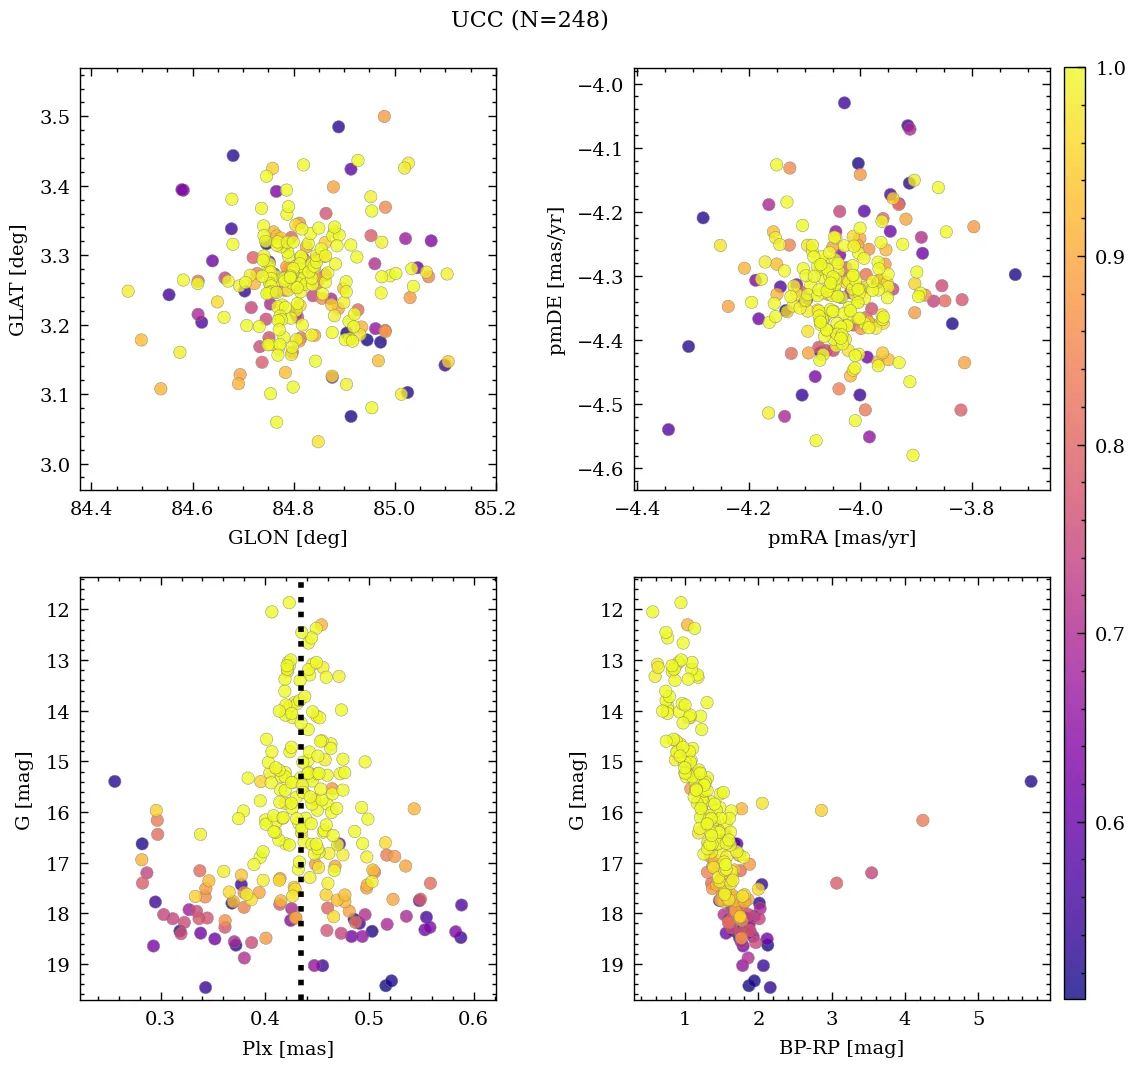 UCC (N=248)
3.5
3.4
3.3
3.2
3.1
3.0
GLAT [deg]
84.4 84.6 84.8 85.0 85.2
GLON [deg]
−4.0
−4.1
−4.2
−4.3
−4.4
−4.5
−4.6
pmDE [mas/yr]
−4.4 −4.2 −4.0 −3.8
pmRA [mas/yr]
1.0
0.9
0.8
0.7
0.6
12
13
14
15
16
17
18
19
G [mag]
0.3 0.4 0.5 0.6
Plx [mas]
12
13
14
15
16
17
18
19
G [mag]
1 2 3 4 5
BP-RP [mag]